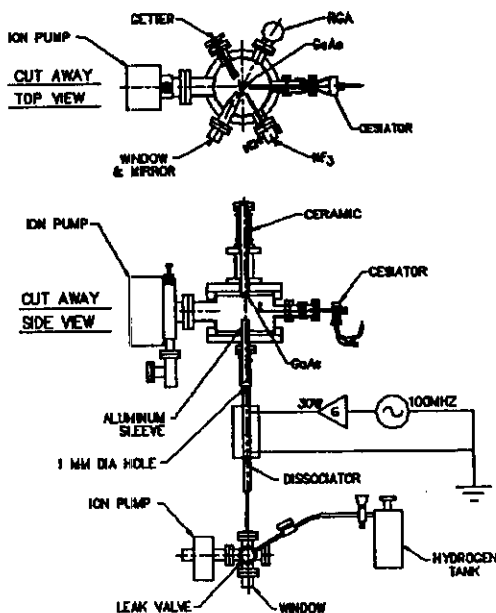 GETTER
RGA
ION PUMP
GaAs
CUT AWAY
TOP VIEW
CESIATOR
WINDOW
& MIRROR
NF3
CERAMIC
ION PUMP
CESIATOR
CUT AWAY
SIDE VIEW
GaAs
ALUMINUM
SLEEVE
30W
G
100MHZ
1 MM DIA HOLE
DISSOCIATOR
ION PUMP
HYDROGEN
TANK
LEAK VALVE
WINDOW